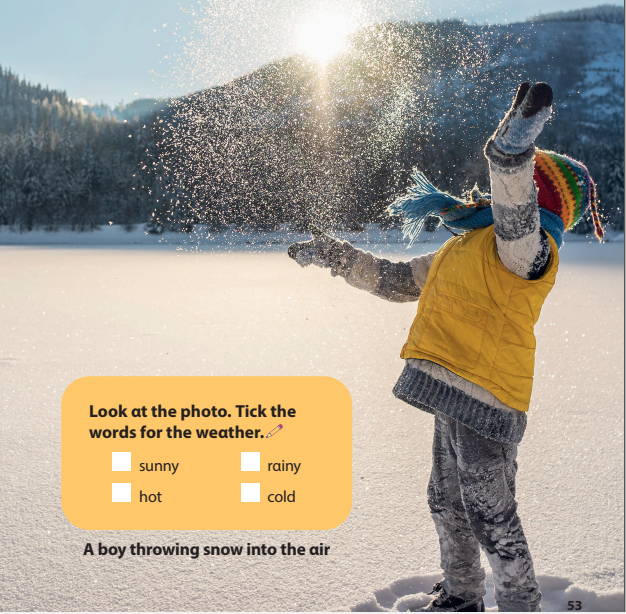 Look at the photo. Tick the
words for the weather.
sunny
rainy
hot
cold
A boy throwing snow into the air
53